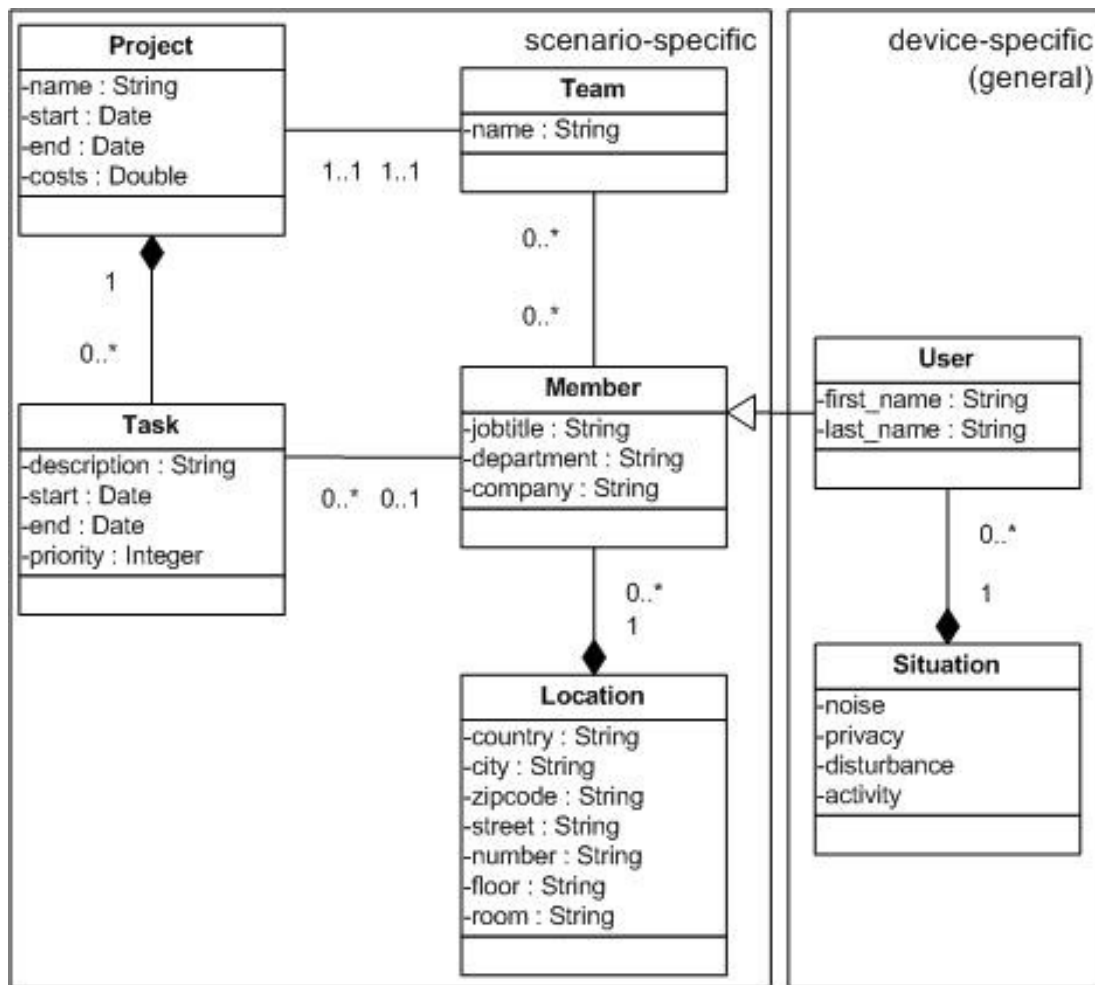 scenario-specific
device-specific
(general)
Project
-name : String
-start : Date
-end : Date
-costs : Double
Team
-name : String
1..1 1..1
0..*
0..*
1
0..*
Task
-description : String
-start : Date
-end : Date
-priority : Integer
0..* 0..1
Member
-jobtitle : String
-department : String
-company : String
User
-first_name : String
-last_name : String
0..*
1
0..*
1
Location
-country : String
-city : String
-zipcode : String
-street : String
-number : String
-floor : String
-room : String
Situation
-noise
-privacy
-disturbance
-activity